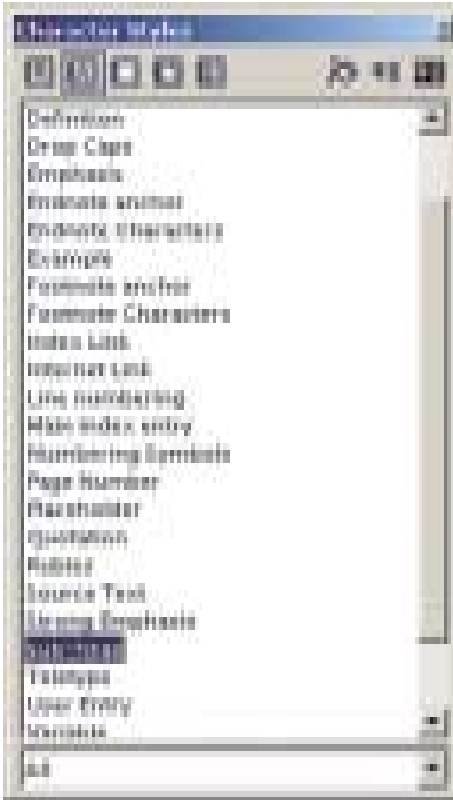 Character Styles
Definition
Drop Caps
Emphasis
Endnote anchor
Endnote Characters
Example
Footnote anchor
Footnote Characters
Index Link
Internet Link
Line numbering
Main index entry
Numbering Symbols
Page Number
Placeholder
Quotation
Rubies
Source Text
Strong Emphasis
Teletype
User Entry
Variable
All